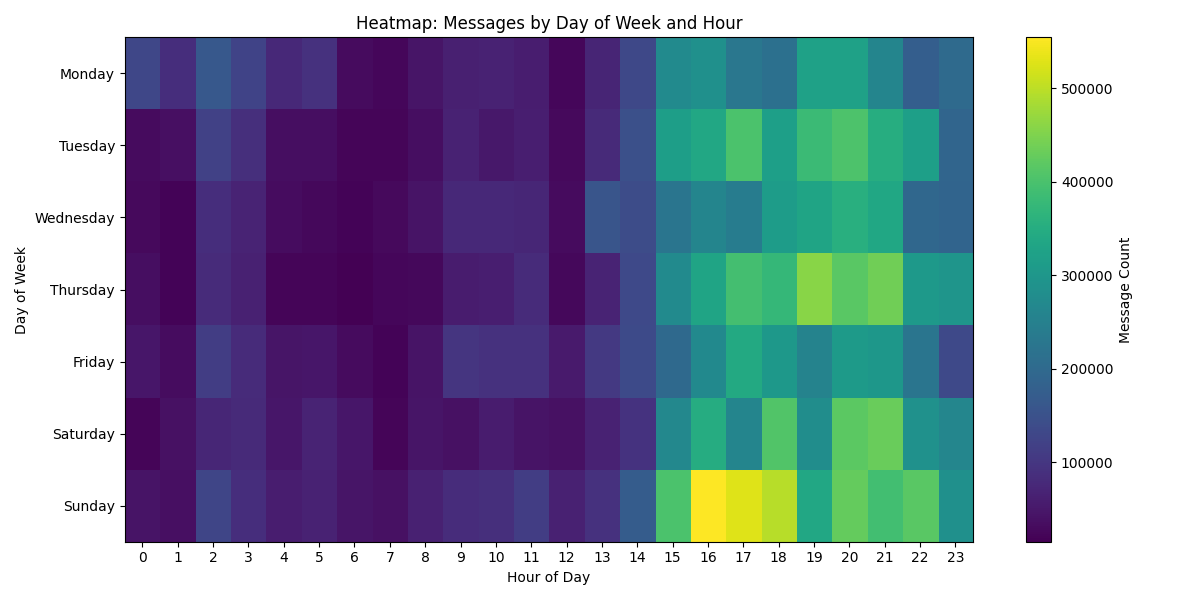 Heatmap: Messages by Day of Week and Hour
Day of Week
Monday
Tuesday
Wednesday
Thursday
Friday
Saturday
Sunday
0 1 2 3 4 5 6 7 8 9 10 11 12 13 14 15 16 17 18 19 20 21 22 23
Hour of Day
500000
400000
300000
200000
100000
Message Count